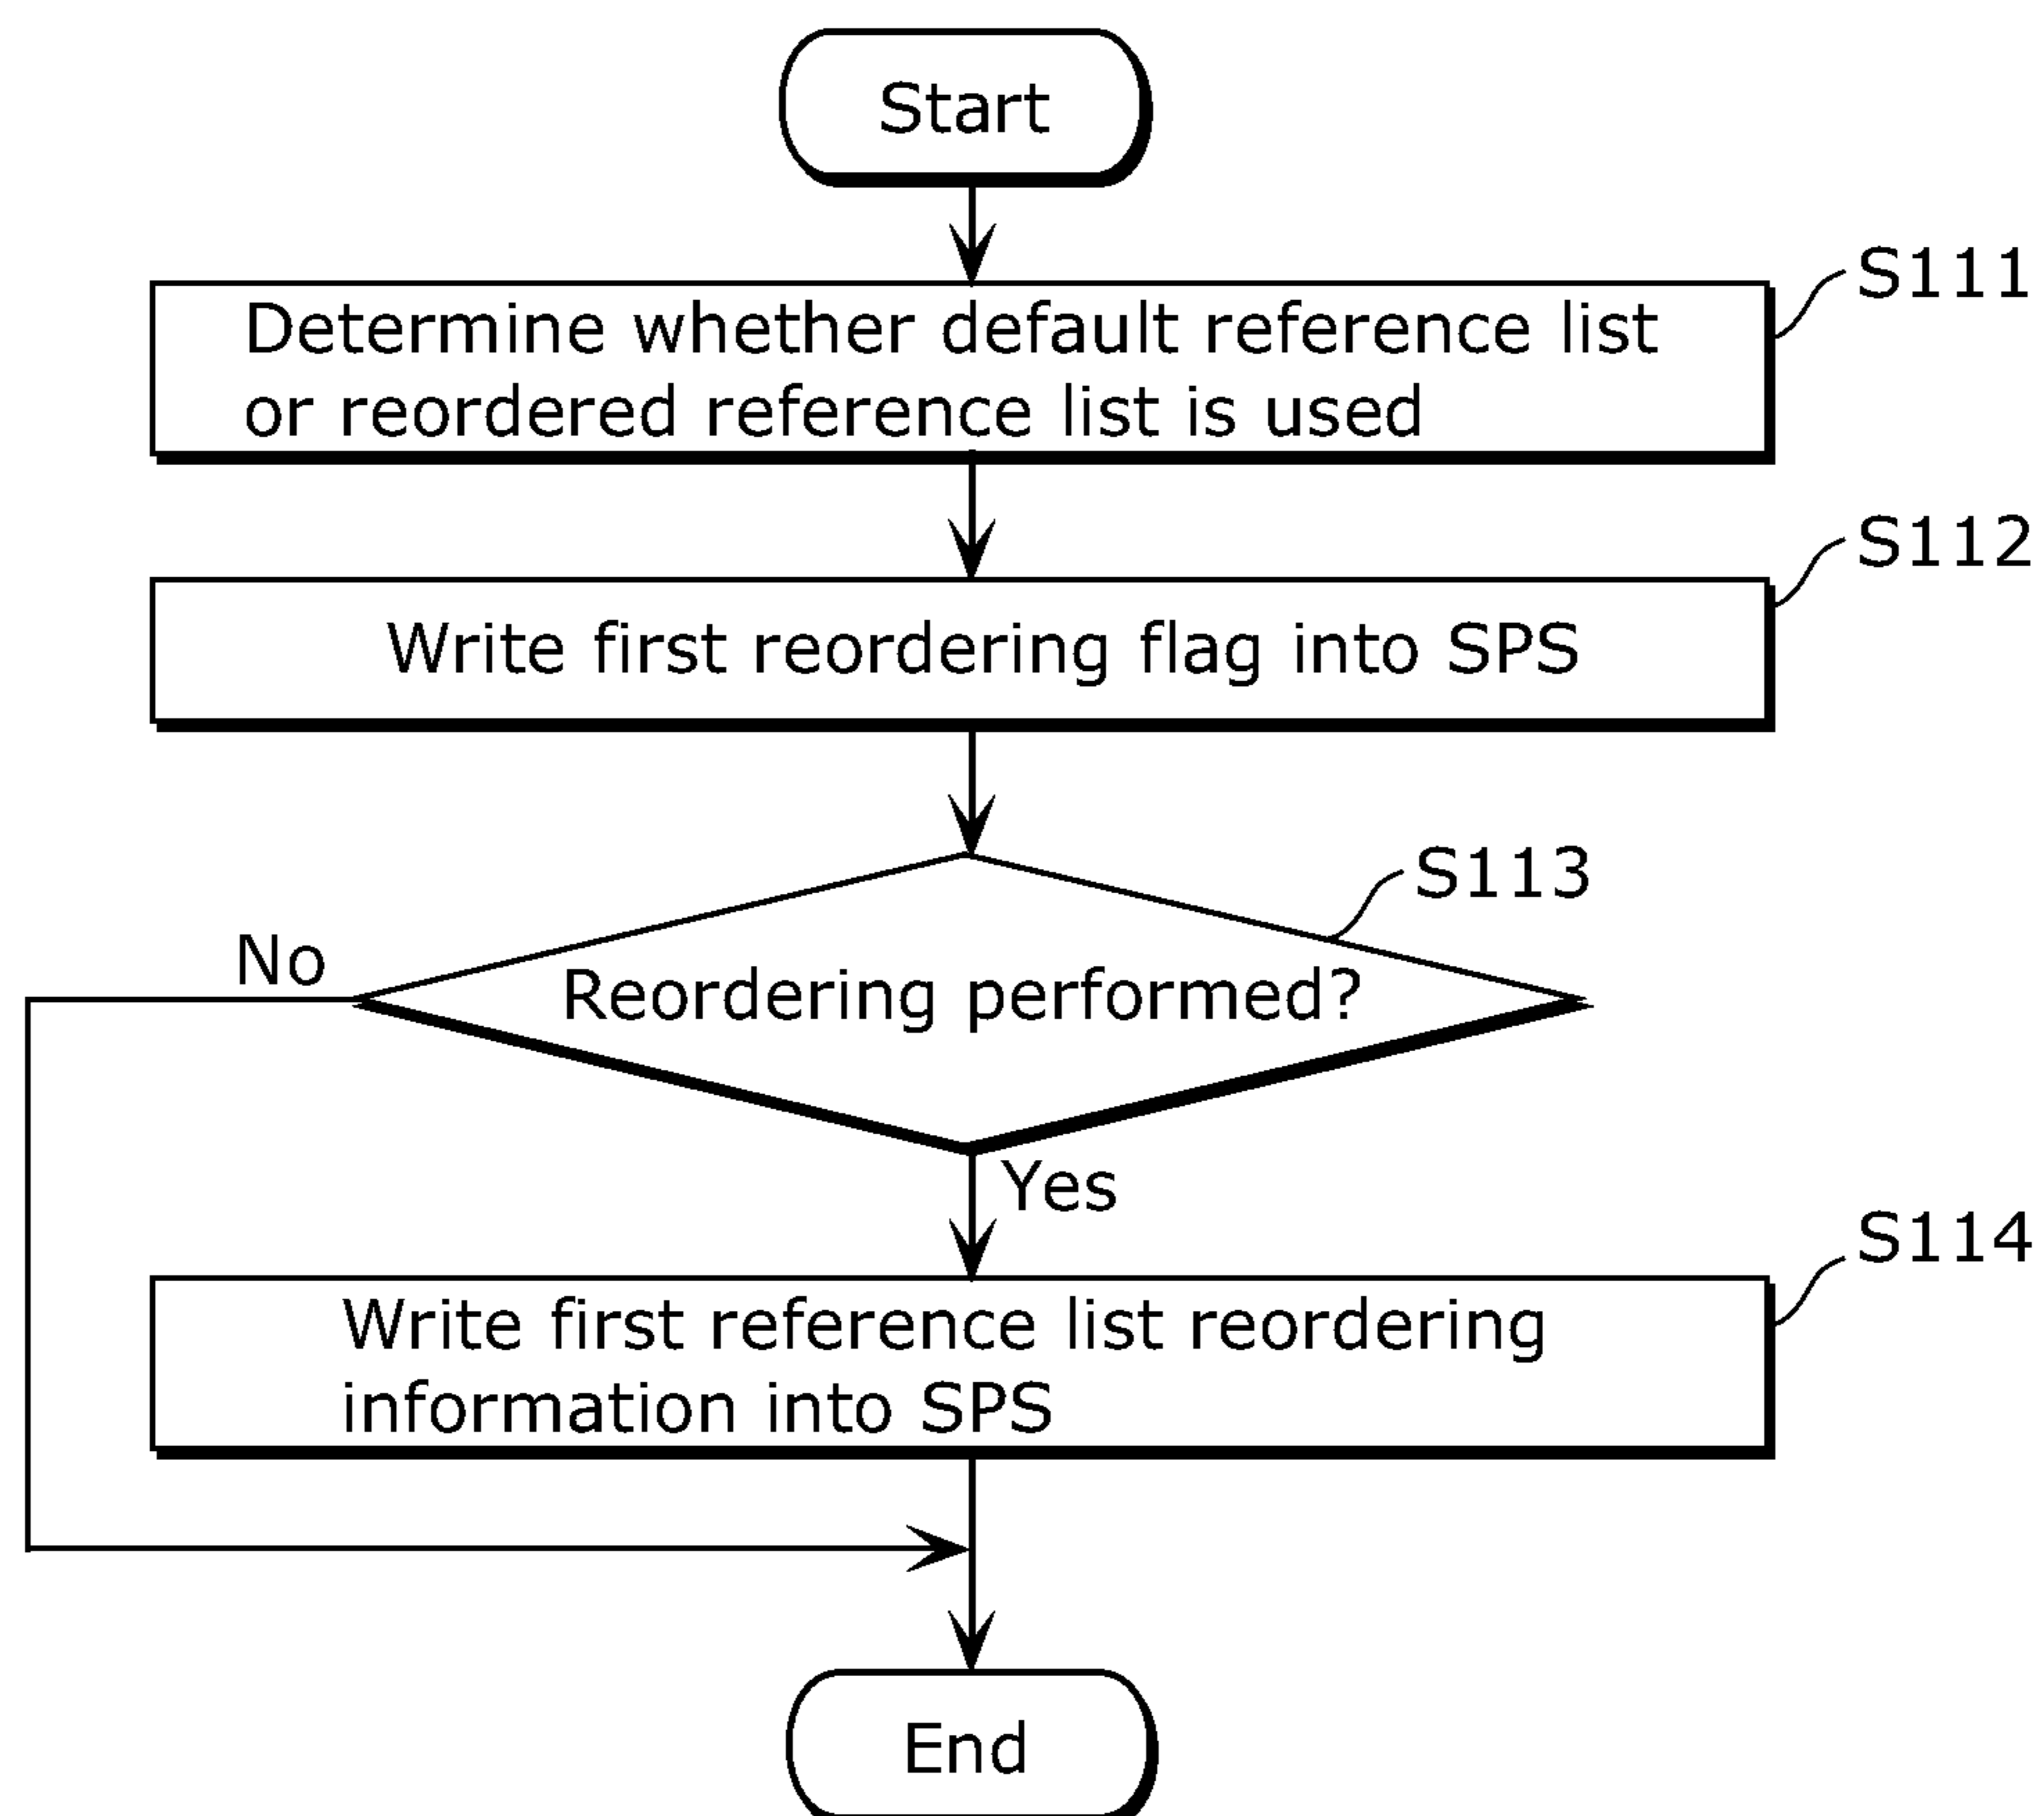 Start
S111
Determine whether default reference list
or reordered reference list is used
S112
Write first reordering flag into SPS
S113
No
Reordering performed?
Yes
S114
Write first reference list reordering
information into SPS
End